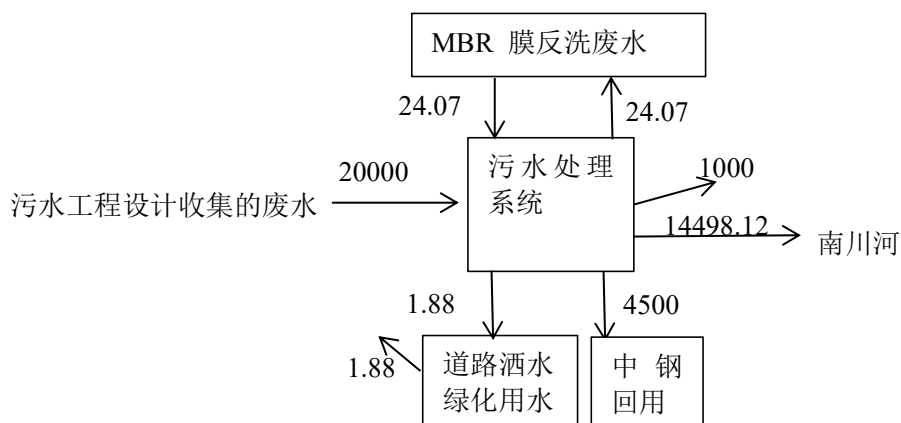 MBR 膜反洗废水
24.07
24.07
污水处理
系统
20000
污水工程设计收集的废水
1000
14498.12
南川河
1.88
4500
1.88
道路洒水
绿化用水
中 钢
回用